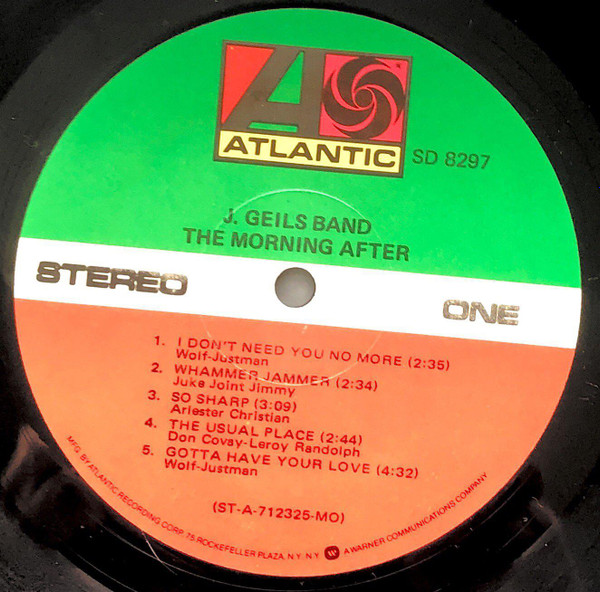 ATLANTIC
SD 8297
J. GEILS BAND
THE MORNING AFTER
STEREO
ONE
1. I DON'T NEED YOU NO MORE (2:35)
Wolf-Justman
2. WHAMMER JAMMER (2:34)
Juke Joint Jimmy
3. SO SHARP (3:09)
Arlester Christian
4. THE USUAL PLACE (2:44)
Don Covay-Leroy Randolph
5. GOTTA HAVE YOUR LOVE (4:32)
Wolf-Justman
(ST-A-712325-MO)
MFG. BY ATLANTIC RECORDING CORP. 75 ROCKEFELLER PLAZA, N.Y. N.Y. A WARNER COMMUNICATIONS COMPANY